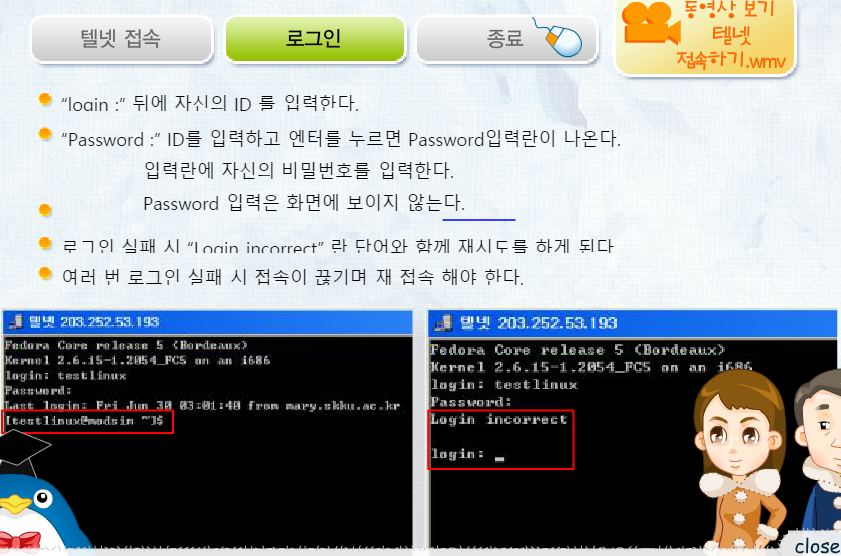 동영상 보기
텔넷 접속
로그인
종료
텔넷
접속하기.wmv
“login :” 뒤에 자신의 ID 를 입력한다.
“Password :” ID를 입력하고 엔터를 누르면 Password입력란이 나온다.
입력란에 자신의 비밀번호를 입력한다.
Password 입력은 화면에 보이지 않는다.
로그인 실패 시 “Login incorrect” 란 단어와 함께 재시도를 하게 된다
여러 번 로그인 실패 시 접속이 끊기며 재 접속 해야 한다.
텔넷 203.252.53.193
Fedora Core release 5 (Bordeaux)
Kernel 2.6.15-1.2054_FC5 on an i686
login: testlinux
Password:
Last login: Fri Jun 30 03:01:40 from mary.skku.ac.kr
[testlinux@modsim ~]$
텔넷 203.252.53.193
Fedora Core release 5 (Bordeaux)
Kernel 2.6.15-1.2054_FC5 on an i686
login: testlinux
Password:
Login incorrect
login: _
close